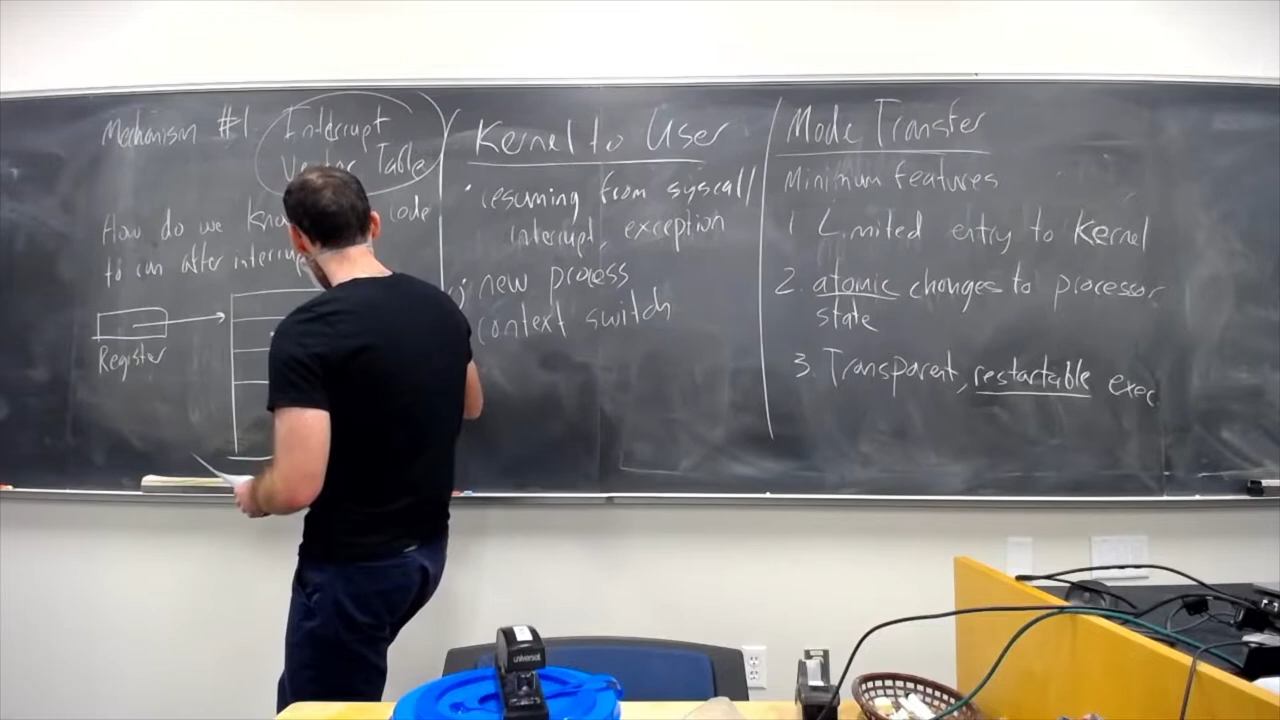 Mechanism #1 Interrupt
Vector Table
How do we know code
to run after interrup
Register
Kernel to User
• resuming from syscall/
interrupt, exception
• new process
context switch
Mode Transfer
Minimum features
1 Limited entry to Kernel
2. atomic changes to processor
state
3. Transparent, restartable exec
universal